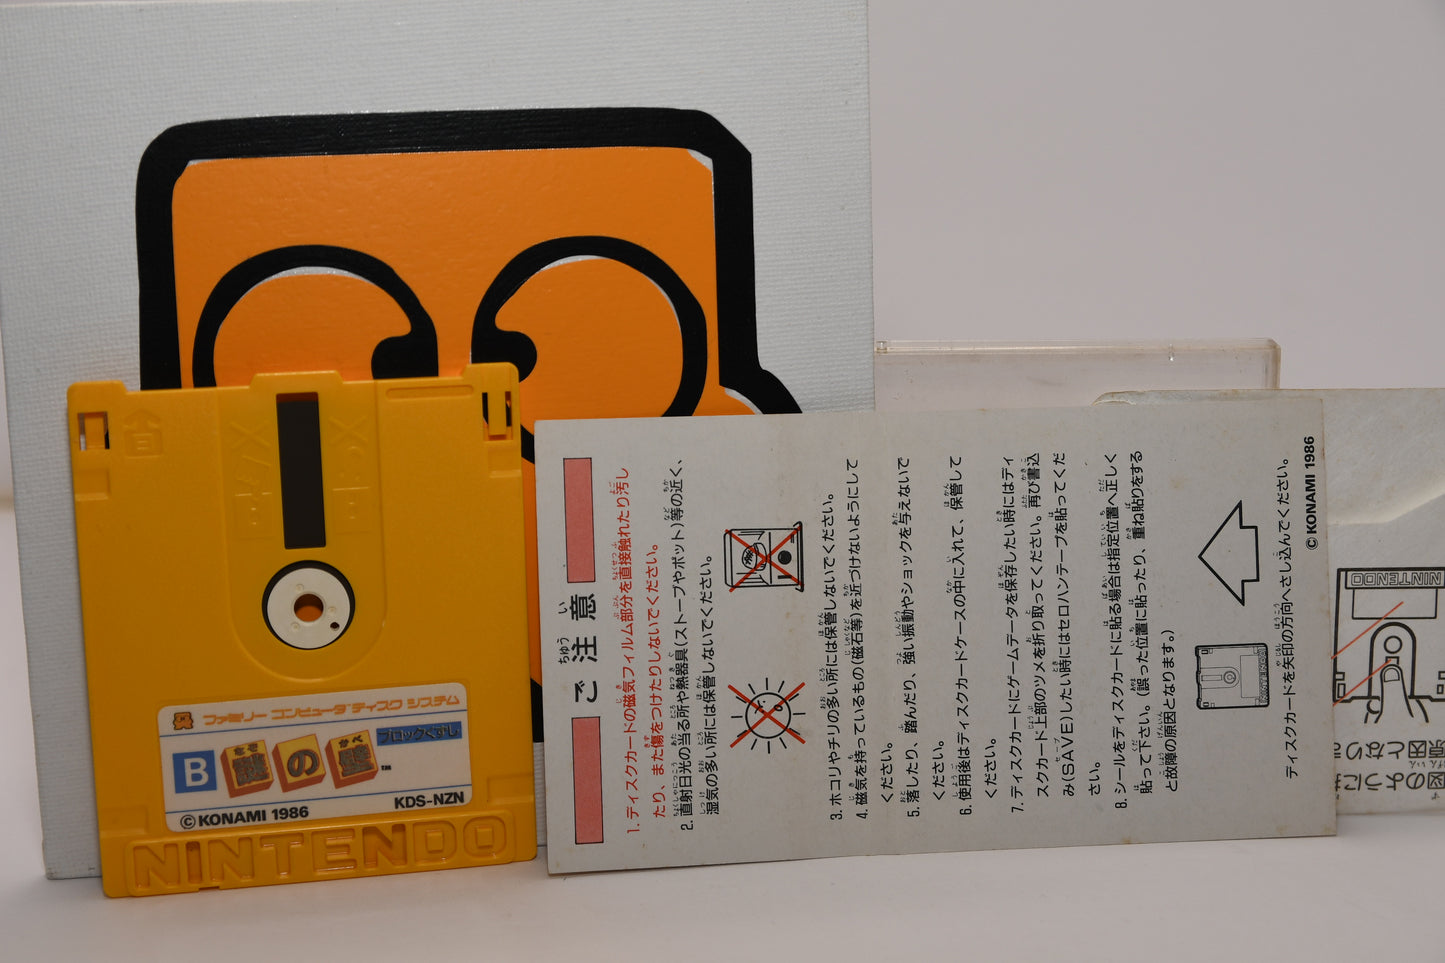 ファミリー コンピュータ ディスク システム
B
謎の壁
なぞ かべ
ブロックくずし
TM
©KONAMI 1986
KDS-NZN
NINTENDO
ご注意
1. ディスクカードの磁気フィルム部分を直接触れたり汚し
たり、また傷をつけたりしないでください。
2. 直射日光の当る所や熱器具(ストーブやポット)等の近く、
湿気の多い所には保管しないでください。
3. ホコリやチリの多い所には保管しないでください。
4. 磁気を持っているもの(磁石等)を近づけないようにして
ください。
5. 落したり、踏んだり、強い振動やショックを与えないで
ください。
6. 使用後はディスクカードケースの中に入れて、保管して
ください。
7. ディスクカードにゲームデータを保存したい時にはディ
スクカード上部のツメを折り取ってください。再び書込
み(SAVE)したい時にはセロハンテープを貼ってくだ
さい。
8. シールをディスクカードに貼る場合は指定位置へ正しく
貼って下さい。(誤った位置に貼ったり、重ね貼りをする
と故障の原因となります。)
NINTENDO
ディスクカードを矢印の方向へさし込んでください。
©KONAMI 1986
NINTENDO
図のように
原因となり